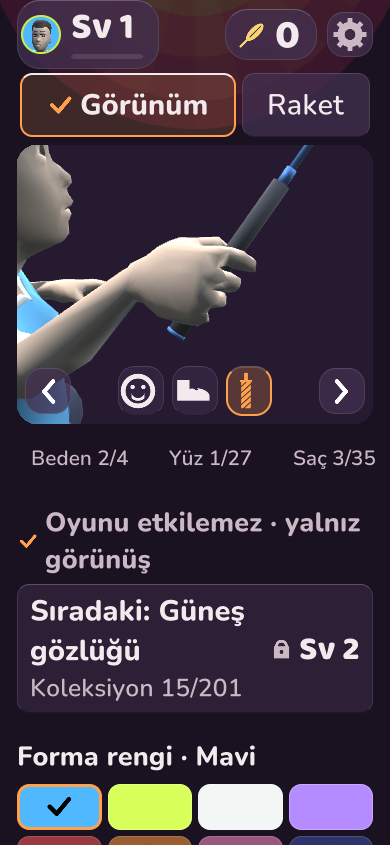 Sv 1
0
Görünüm
Raket
Beden 2/4
Yüz 1/27
Saç 3/35
Oyunu etkilemez · yalnız
görünüş
Sıradaki: Güneş
gözlüğü
Sv 2
Koleksiyon 15/201
Forma rengi · Mavi